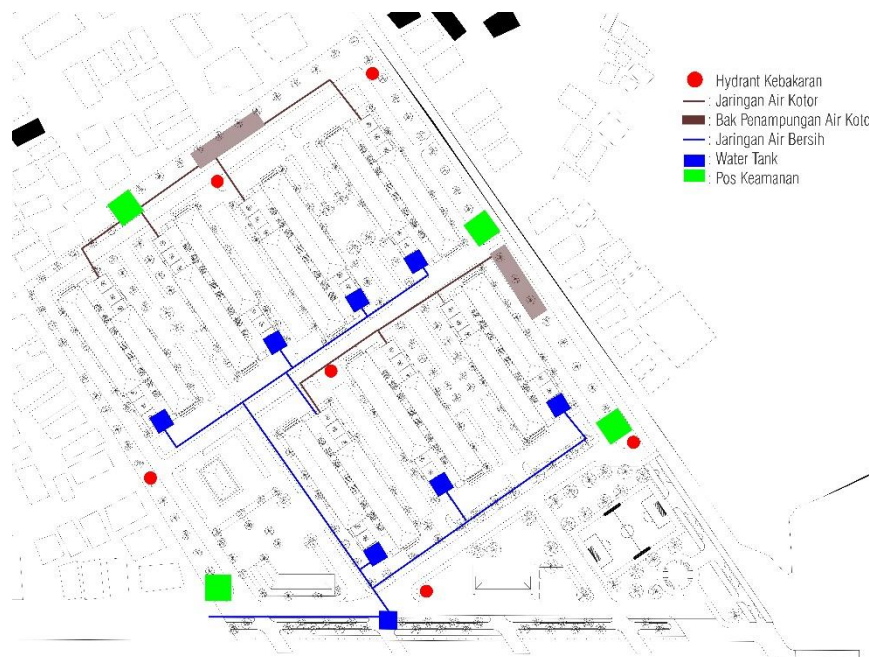 Hydrant Kebakaran
: Jaringan Air Kotor
: Bak Penampungan Air Koto
: Jaringan Air Bersih
: Water Tank
: Pos Keamanan